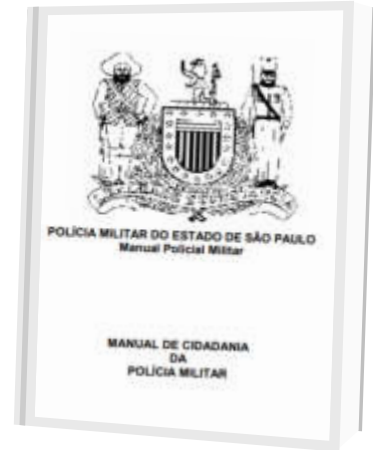 POLÍCIA MILITAR DO ESTADO DE SÃO PAULO
Manual Policial Militar
MANUAL DE CIDADANIA
DA
POLÍCIA MILITAR